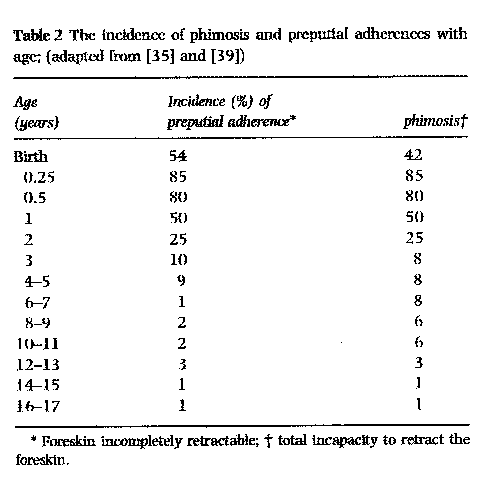 Table 2 The incidence of phimosis and preputial adherences with
age; (adapted from [35] and [39])
Age Incidence (%) of
(years) preputial adherence* phimosis†
Birth 54 42
0.25 85 85
0.5 80 80
1 50 50
2 25 25
3 10 8
4–5 9 8
6–7 1 8
8–9 2 6
10–11 2 6
12–13 3 3
14–15 1 1
16–17 1 1
* Foreskin incompletely retractable; † total incapacity to retract the
foreskin.